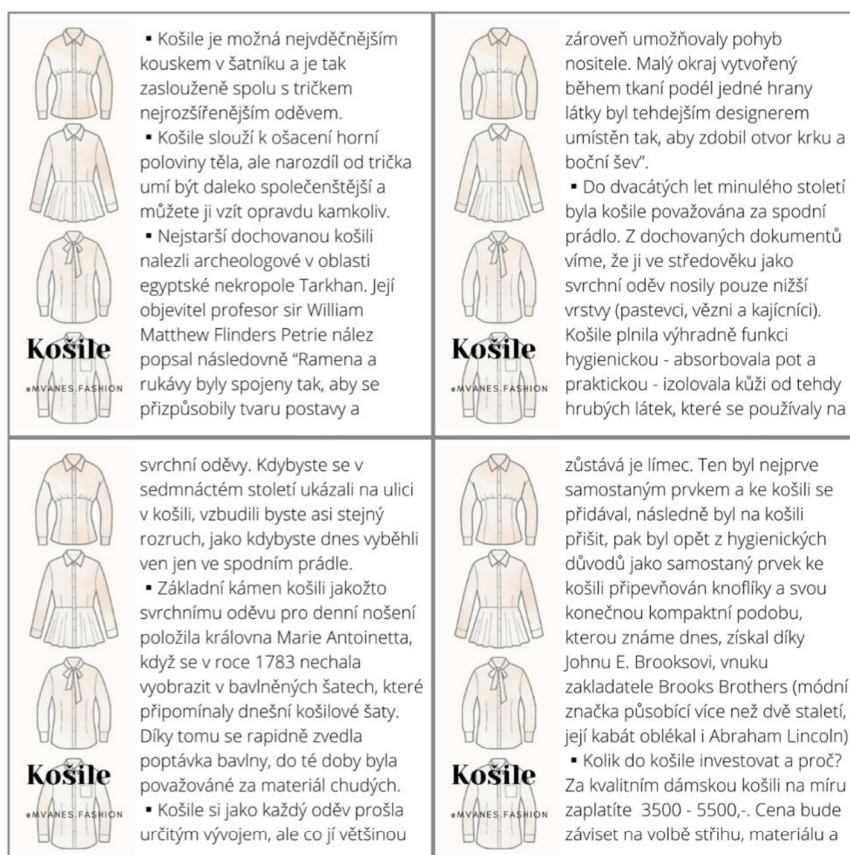 ▪ Košile je možná nejvděčnějším
kouskem v šatníku a je tak
zaslouženě spolu s tričkem
nejrozšířenějším oděvem.
▪ Košile slouží k ošacení horní
poloviny těla, ale narozdíl od trička
umí být daleko společenštější a
můžete ji vzít opravdu kamkoliv.
▪ Nejstarší dochovanou košili
nalezli archeologové v oblasti
egyptské nekropole Tarkhan. Její
objevitel profesor sir William
Matthew Flinders Petrie nález
popsal následovně “Ramena a
rukávy byly spojeny tak, aby se
přizpůsobily tvaru postavy a
Košile
@MVANES.FASHION
zároveň umožňovaly pohyb
nositele. Malý okraj vytvořený
během tkaní podél jedné hrany
látky byl tehdejším designerem
umístěn tak, aby zdobil otvor krku a
boční šev”.
▪ Do dvacátých let minulého století
byla košile považována za spodní
prádlo. Z dochovaných dokumentů
víme, že ji ve středověku jako
svrchní oděv nosily pouze nižší
vrstvy (pastevci, vězni a kajícníci).
Košile plnila výhradně funkci
hygienickou - absorbovala pot a
praktickou - izolovala kůži od tehdy
hrubých látek, které se používaly na
Košile
@MVANES.FASHION
svrchní oděvy. Kdybyste se v
sedmnáctém století ukázali na ulici
v košili, vzbudili byste asi stejný
rozruch, jako kdybyste dnes vyběhli
ven jen ve spodním prádle.
▪ Základní kámen košili jakožto
svrchnímu oděvu pro denní nošení
položila královna Marie Antoinetta,
když se v roce 1783 nechala
vyobrazit v bavlněných šatech, které
připomínaly dnešní košilové šaty.
Díky tomu se rapidně zvedla
poptávka bavlny, do té doby byla
považováné za materiál chudých.
▪ Košile si jako každý oděv prošla
určitým vývojem, ale co jí většinou
Košile
@MVANES.FASHION
zůstává je límec. Ten byl nejprve
samostaným prvkem a ke košili se
přidával, následně byl na košili
přišit, pak byl opět z hygienických
důvodů jako samostaný prvek ke
košili připevňován knoflíky a svou
konečnou kompaktní podobu,
kterou známe dnes, získal díky
Johnu E. Brooksovi, vnuku
zakladatele Brooks Brothers (módní
značka působící více než dvě staletí,
její kabát oblékal i Abraham Lincoln)
▪ Kolik do košile investovat a proč?
Za kvalitním dámskou košili na míru
zaplatíte 3500 - 5500,-. Cena bude
záviset na volbě střihu, materiálu a
Košile
@MVANES.FASHION